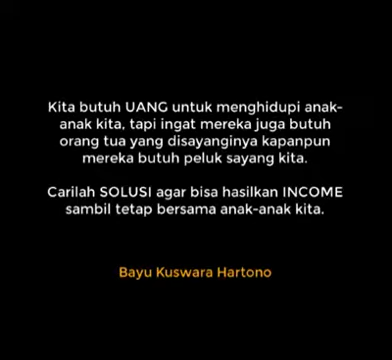 Kita butuh UANG untuk menghidupi anak-
anak kita, tapi ingat mereka juga butuh
orang tua yang disayanginya kapanpun
mereka butuh peluk sayang kita.
Carilah SOLUSI agar bisa hasilkan INCOME
sambil tetap bersama anak-anak kita.
Bayu Kuswara Hartono